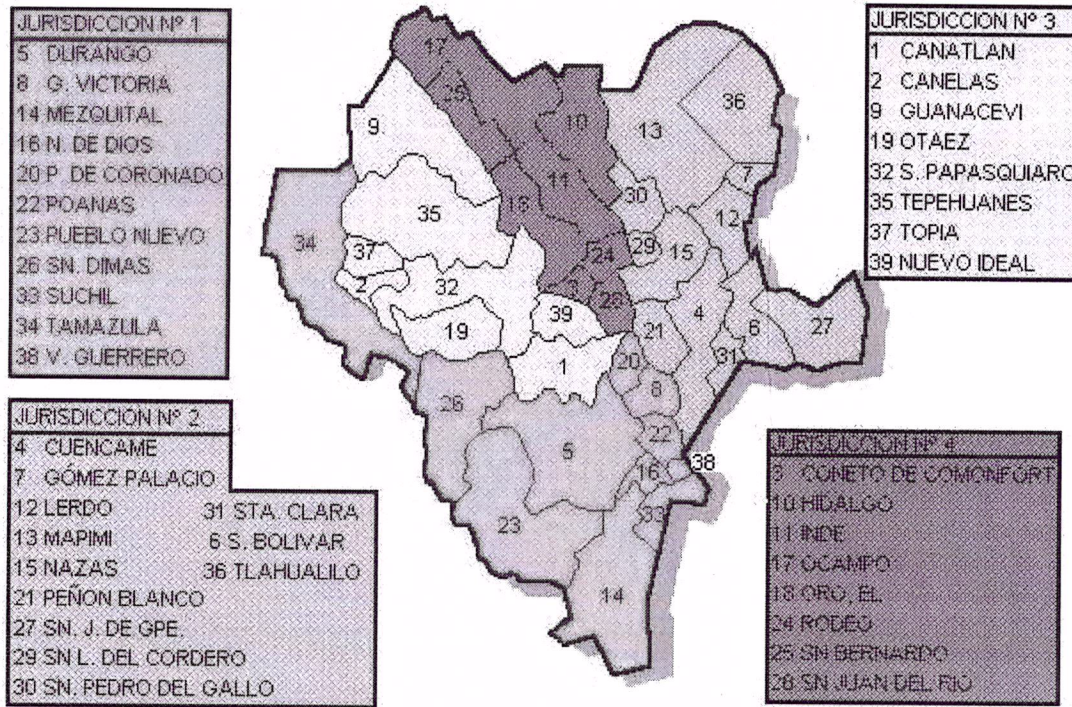 JURISDICCION Nº 1
5 DURANGO
8 G. VICTORIA
14 MEZQUITAL
16 N. DE DIOS
20 P. DE CORONADO
22 POANAS
23 PUEBLO NUEVO
26 SN. DIMAS
33 SUCHIL
34 TAMAZULA
38 V. GUERRERO
JURISDICCION Nº 3
1 CANATLAN
2 CANELAS
9 GUANACEVI
19 OTAEZ
32 S. PAPASQUIARO
35 TEPEHUANES
37 TOPIA
39 NUEVO IDEAL
JURISDICCION Nº 2
4 CUENCAME
7 GÓMEZ PALACIO
12 LERDO 31 STA. CLARA
13 MAPIMI 6 S. BOLIVAR
15 NAZAS 36 TLAHUALILO
21 PEÑON BLANCO
27 SN. J. DE GPE.
29 SN L. DEL CORDERO
30 SN. PEDRO DEL GALLO
JURISDICCION Nº 4
3 CONETO DE COMONFORT
10 HIDALGO
11 INDE
17 OCAMPO
18 ORO, EL
24 RODEO
25 SN BERNARDO
28 SN JUAN DEL RIO
17
25
10
36
13
9
7
30
11
12
18
35
34
29
15
24
37
2
32
3
28
4
27
39
19
21
6
1
20
31
26
8
5
22
38
16
23
33
14